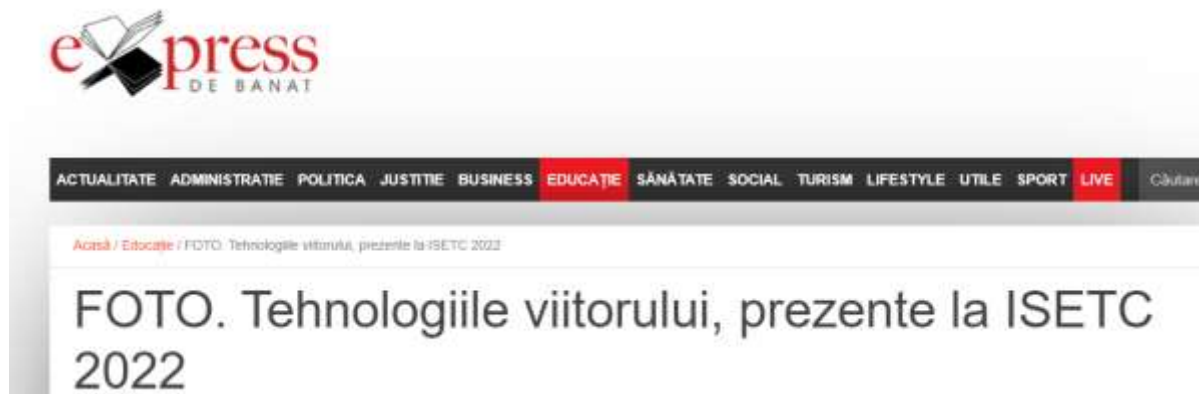 express
DE BANAT
ACTUALITATE ADMINISTRATIE POLITICA JUSTITIE BUSINESS EDUCAȚIE SĂNĂTATE SOCIAL TURISM LIFESTYLE UTILE SPORT LIVE Căutare
Acasă / Educație / FOTO. Tehnologiile viitorului, prezente la ISETC 2022
FOTO. Tehnologiile viitorului, prezente la ISETC
2022